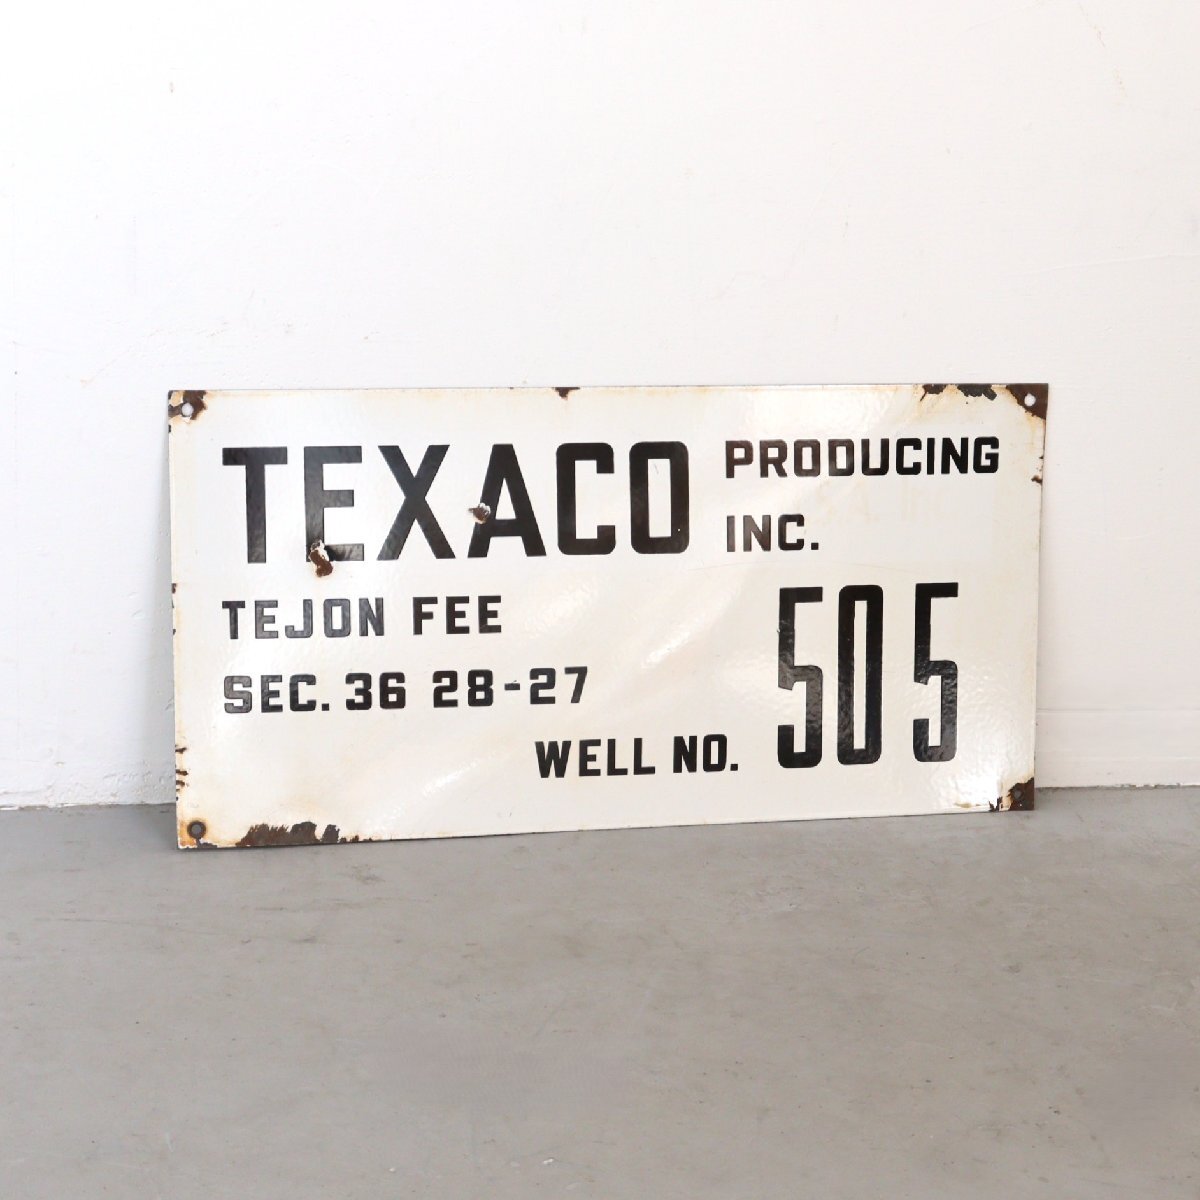 TEXACO PRODUCING
INC.
TEJON FEE
SEC. 36 28-27
WELL NO. 505